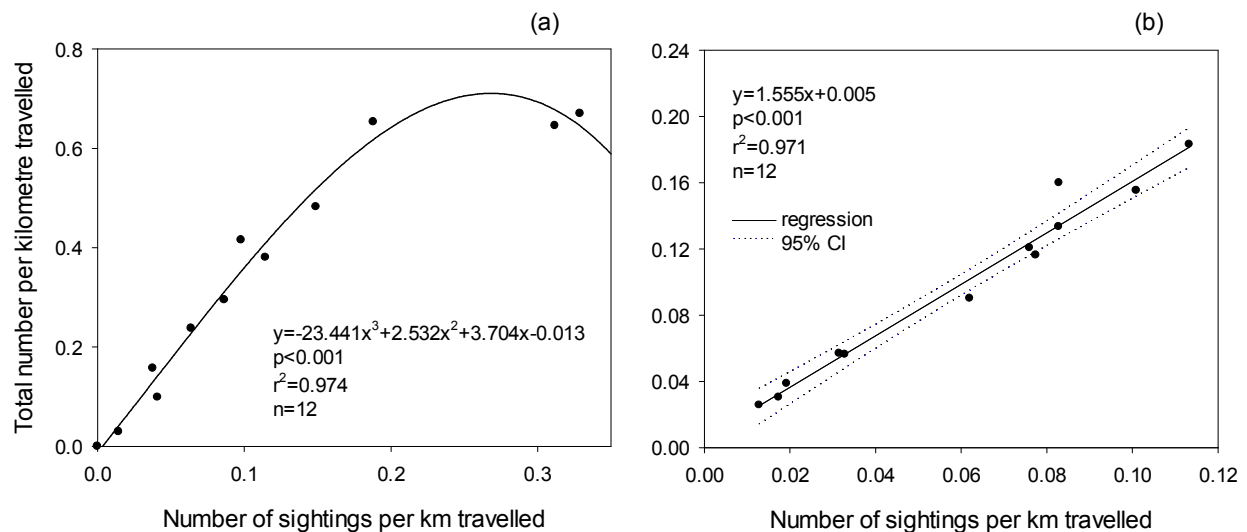 (a)
0.8
0.6
0.4
0.2
0.0
Total number per kilometre travelled
y=-23.441x³+2.532x²+3.704x-0.013
p<0.001
r²=0.974
n=12
0.0 0.1 0.2 0.3
Number of sightings per km travelled
(b)
0.24
0.20
0.16
0.12
0.08
0.04
0.00
y=1.555x+0.005
p<0.001
r²=0.971
n=12
regression
95% CI
0.00 0.02 0.04 0.06 0.08 0.10 0.12
Number of sightings per km travelled